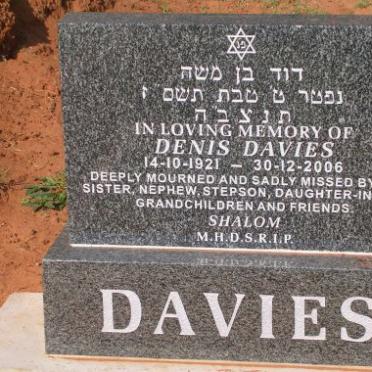 פנ
דוד בן משה
נפטר ט טבת תשס ז
ת נ צ ב ה
IN LOVING MEMORY OF
DENIS DAVIES
14-10-1921 – 30-12-2006
DEEPLY MOURNED AND SADLY MISSED BY
SISTER, NEPHEW, STEPSON, DAUGHTER-IN
GRANDCHILDREN AND FRIENDS.
SHALOM
M.H.D.S.R.I.P.
DAVIES